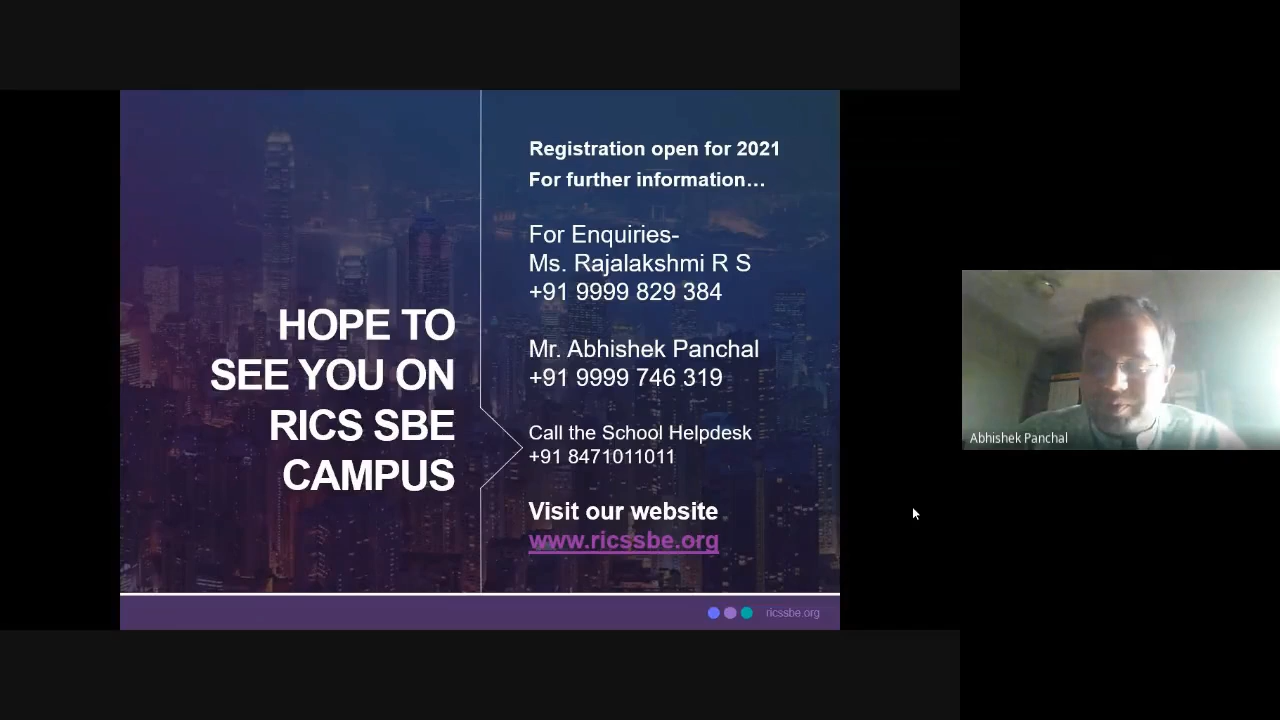 HOPE TO
SEE YOU ON
RICS SBE
CAMPUS
Registration open for 2021
For further information…
For Enquiries-
Ms. Rajalakshmi R S
+91 9999 829 384
Mr. Abhishek Panchal
+91 9999 746 319
Call the School Helpdesk
+91 8471011011
Visit our website
www.ricssbe.org
ricssbe.org
Abhishek Panchal